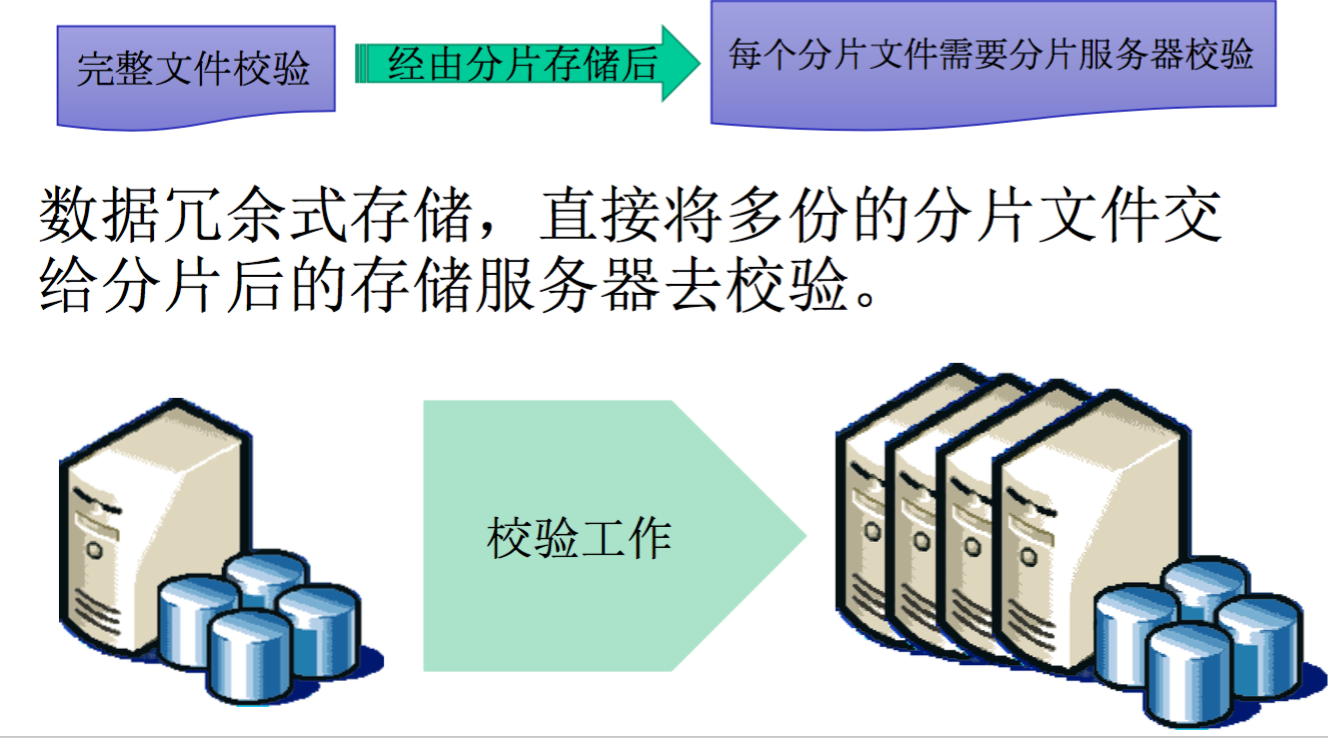 完整文件校验
经由分片存储后
每个分片文件需要分片服务器校验
数据冗余式存储，直接将多份的分片文件交
给分片后的存储服务器去校验。
校验工作